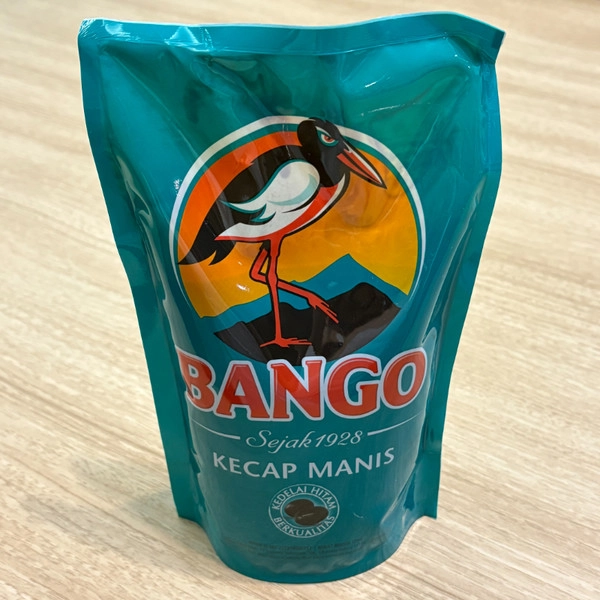 BANGO
Sejak 1928
KECAP MANIS
KEDELAI HITAM
BERKUALITAS